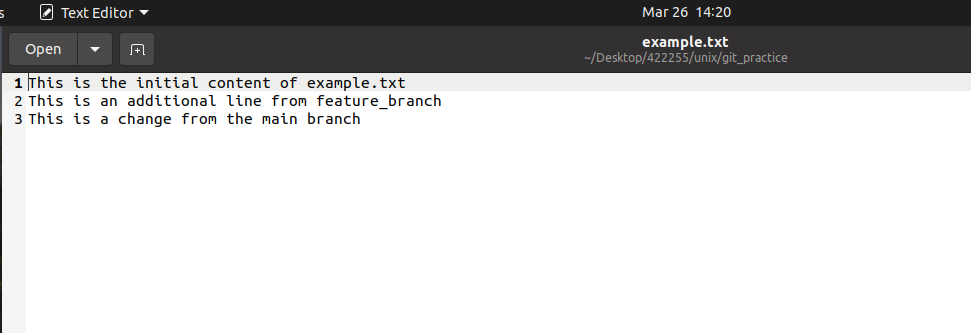 s Text Editor Mar 26 14:20
Open example.txt
~/Desktop/422255/unix/git_practice
1 This is the initial content of example.txt
2 This is an additional line from feature_branch
3 This is a change from the main branch